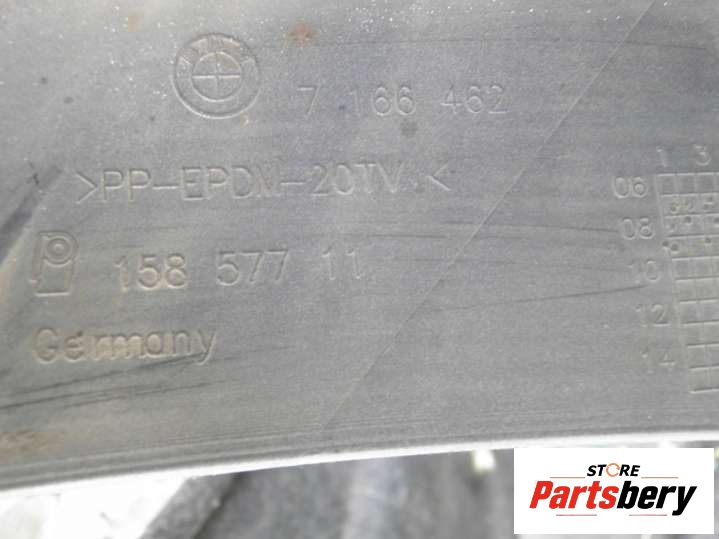 BMW
7 166 462
>PP-EPDM-20TV<
158 577 11
Germany
1 3
06
08
10
12
14
STORE
Partsbery